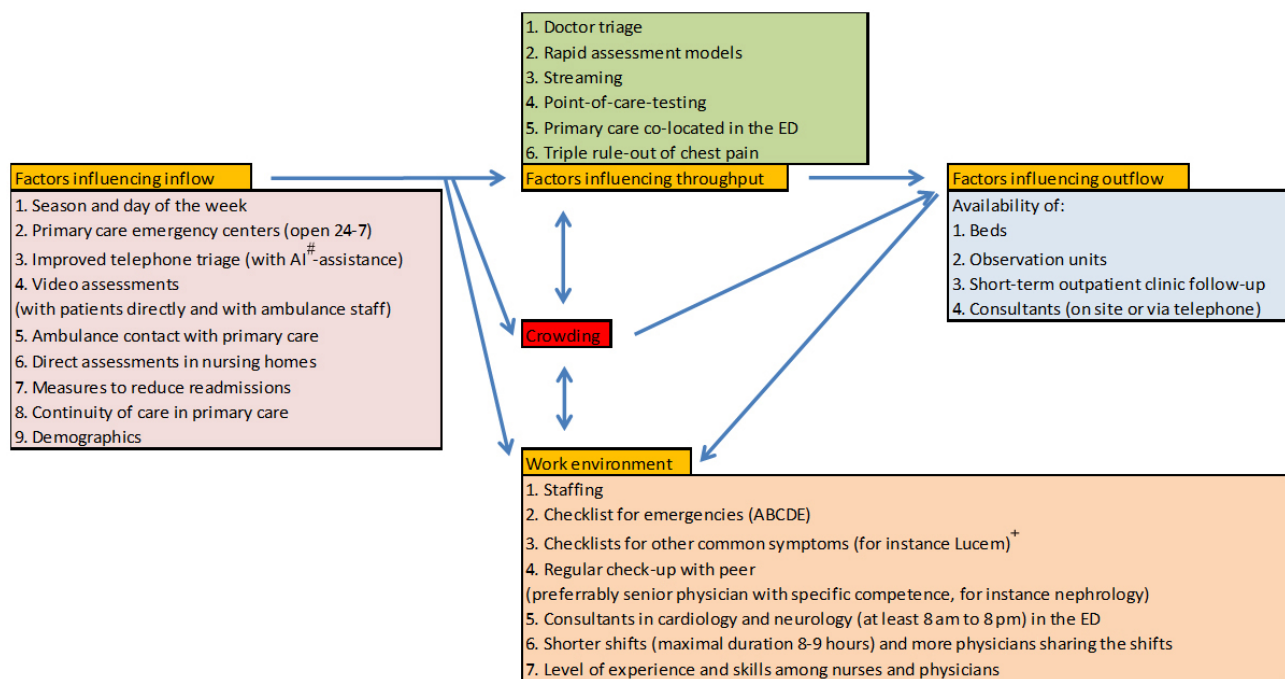 1. Doctor triage
2. Rapid assessment models
3. Streaming
4. Point-of-care-testing
5. Primary care co-located in the ED
6. Triple rule-out of chest pain
Factors influencing throughput
Factors influencing inflow
1. Season and day of the week
2. Primary care emergency centers (open 24-7)
3. Improved telephone triage (with AI#-assistance)
4. Video assessments
(with patients directly and with ambulance staff)
5. Ambulance contact with primary care
6. Direct assessments in nursing homes
7. Measures to reduce readmissions
8. Continuity of care in primary care
9. Demographics
Factors influencing outflow
Availability of:
1. Beds
2. Observation units
3. Short-term outpatient clinic follow-up
4. Consultants (on site or via telephone)
Crowding
Work environment
1. Staffing
2. Checklist for emergencies (ABCDE)
3. Checklists for other common symptoms (for instance Lucem)+
4. Regular check-up with peer
(preferrably senior physician with specific competence, for instance nephrology)
5. Consultants in cardiology and neurology (at least 8 am to 8 pm) in the ED
6. Shorter shifts (maximal duration 8-9 hours) and more physicians sharing the shifts
7. Level of experience and skills among nurses and physicians